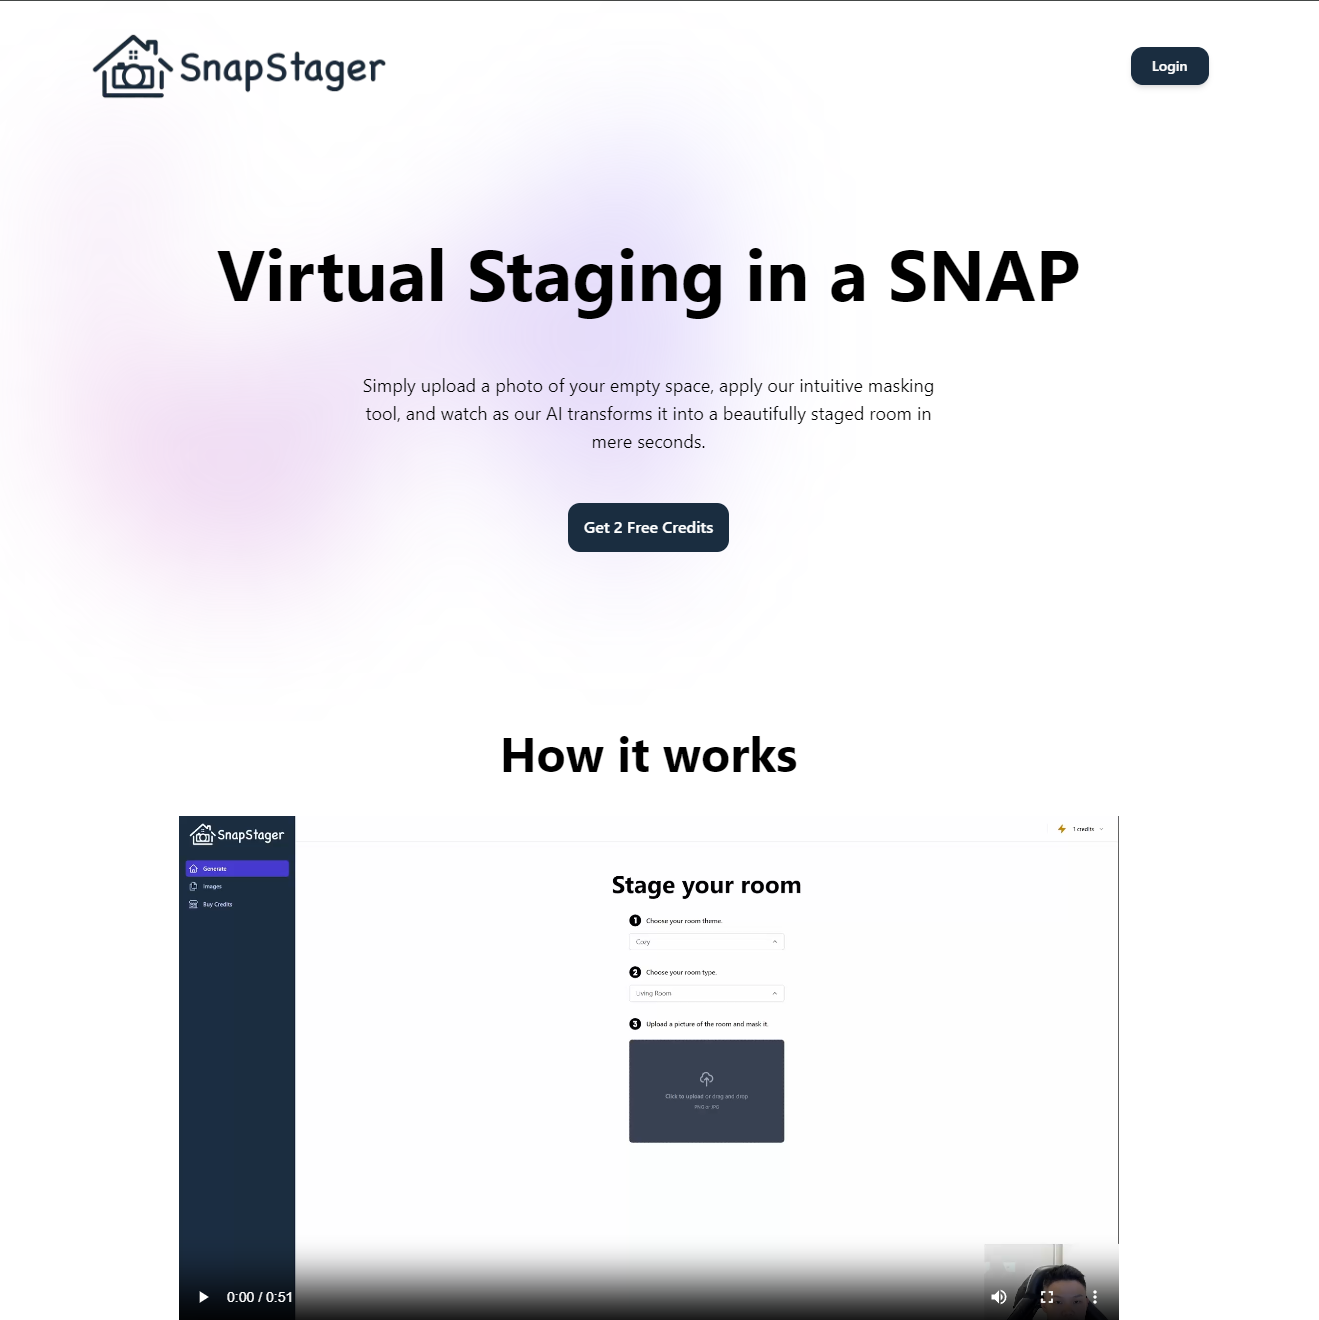 SnapStager
Login
Virtual Staging in a SNAP
Simply upload a photo of your empty space, apply our intuitive masking
tool, and watch as our AI transforms it into a beautifully staged room in
mere seconds.
Get 2 Free Credits
How it works
SnapStager
1 credits
Generate
Images
Buy Credits
Stage your room
1 Choose your room theme.
Cozy
2 Choose your room type.
Living Room
3 Upload a picture of the room and mask it.
Click to upload or drag and drop
PNG or JPG
0:00 / 0:51